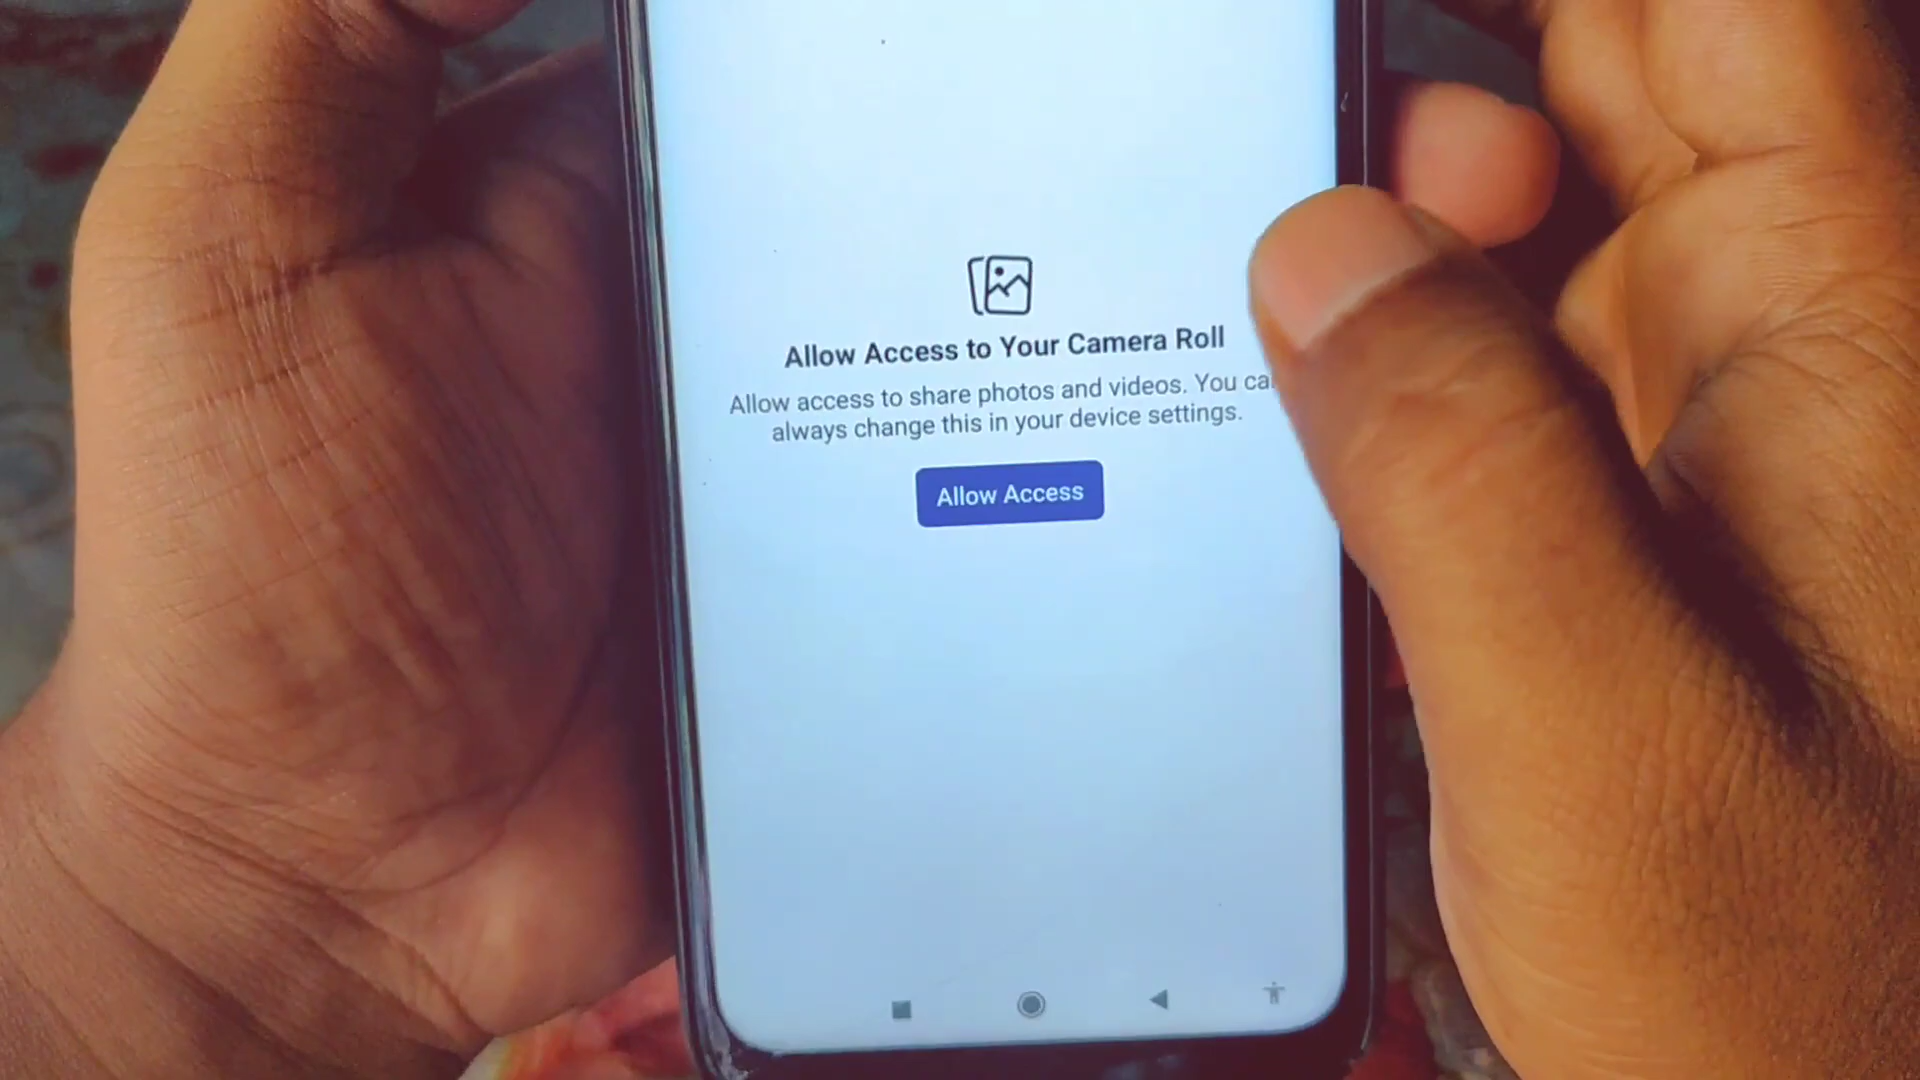 Allow Access to Your Camera Roll
Allow access to share photos and videos. You
always change this in your device settings.
Allow Access